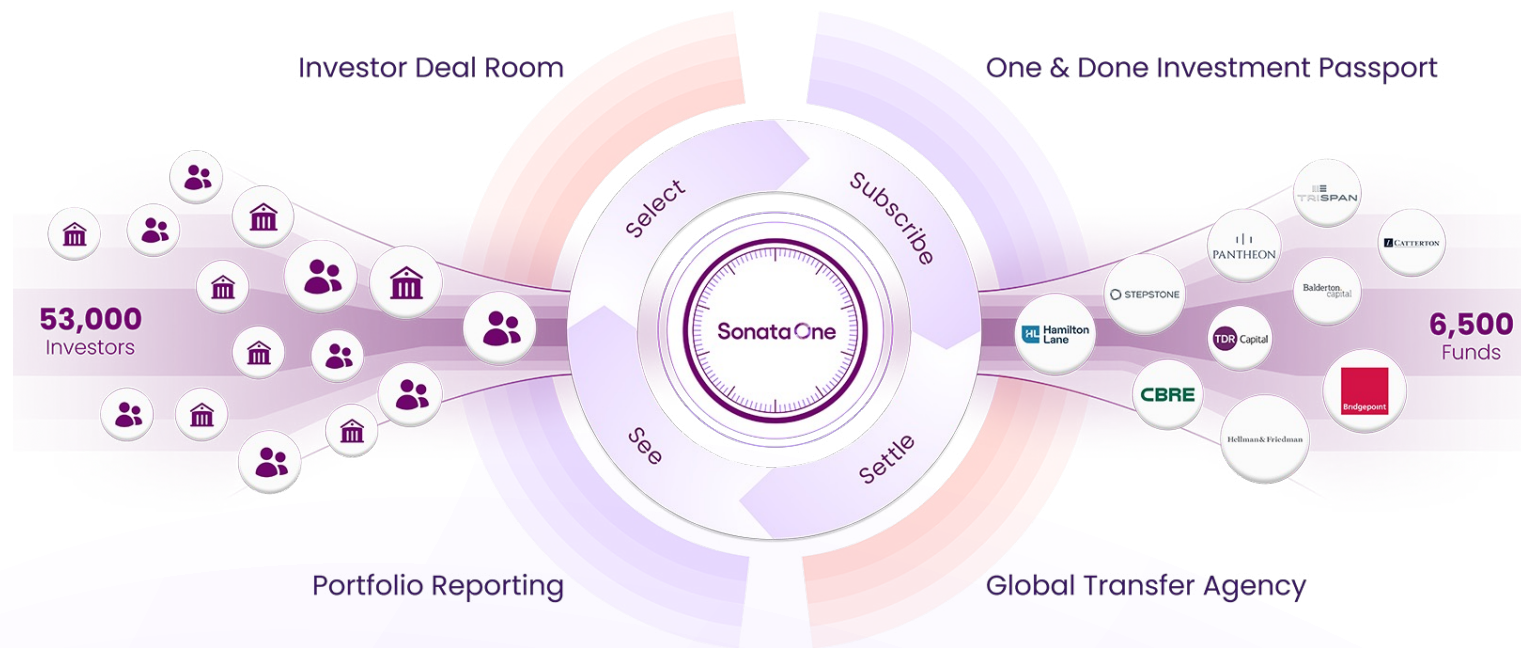 Investor Deal Room
One & Done Investment Passport
Select
Subscribe
TRISPAN
PANTHEON
L CATTERTON
STEPSTONE
Balderton.
capital
53,000
Investors
SonataOne
Hamilton
Lane
HL
TDR Capital
6,500
Funds
CBRE
Bridgepoint
Hellman & Friedman
See
Settle
Portfolio Reporting
Global Transfer Agency